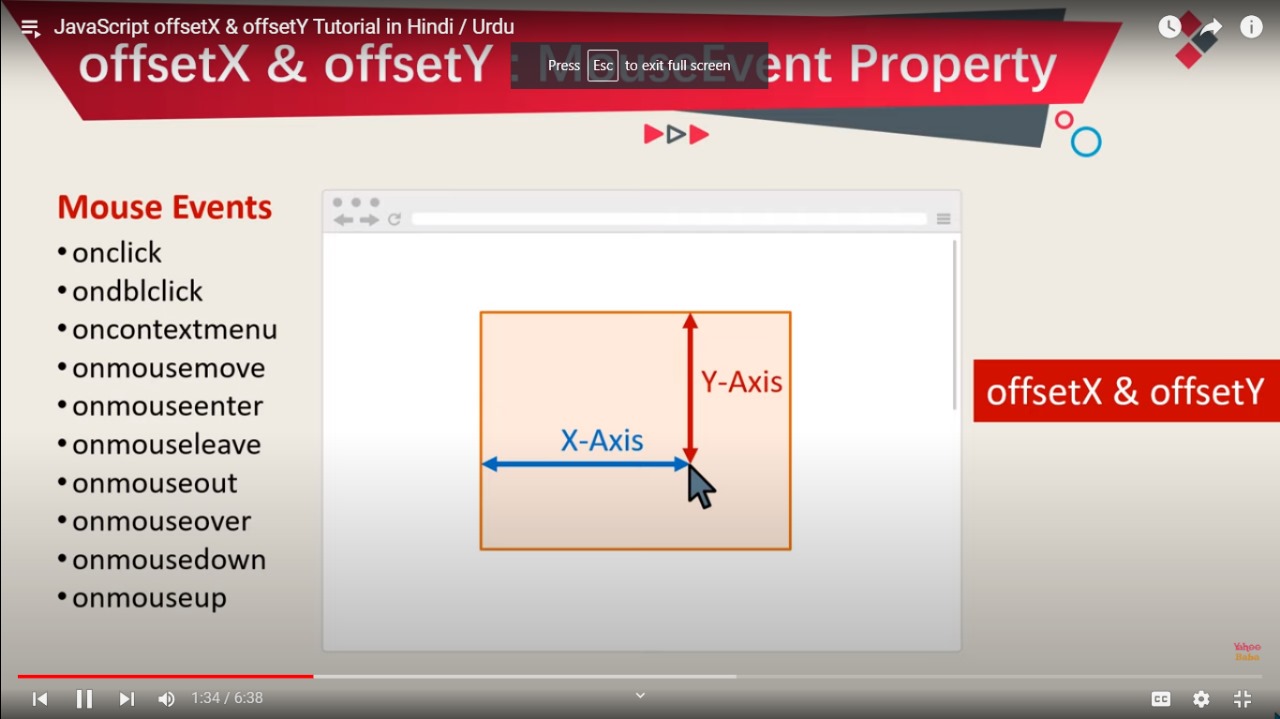 JavaScript offsetX & offsetY Tutorial in Hindi / Urdu
offsetX & offsetY : MouseEvent Property
Press Esc to exit full screen
Mouse Events
• onclick
• ondblclick
• oncontextmenu
• onmousemove
• onmouseenter
• onmouseleave
• onmouseout
• onmouseover
• onmousedown
• onmouseup
Y-Axis
X-Axis
offsetX & offsetY
Yahoo
Baba
1:34 / 6:38
CC